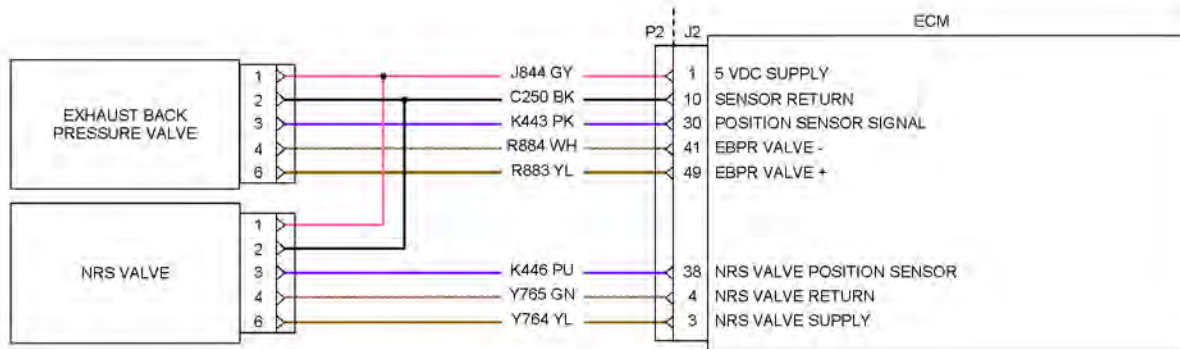 ECM
P2 J2
1 J844 GY 1 5 VDC SUPPLY
2 C250 BK 10 SENSOR RETURN
EXHAUST BACK
PRESSURE VALVE
3 K443 PK 30 POSITION SENSOR SIGNAL
4 R884 WH 41 EBPR VALVE -
6 R883 YL 49 EBPR VALVE +
1
2
NRS VALVE 3 K446 PU 38 NRS VALVE POSITION SENSOR
4 Y765 GN 4 NRS VALVE RETURN
6 Y764 YL 3 NRS VALVE SUPPLY